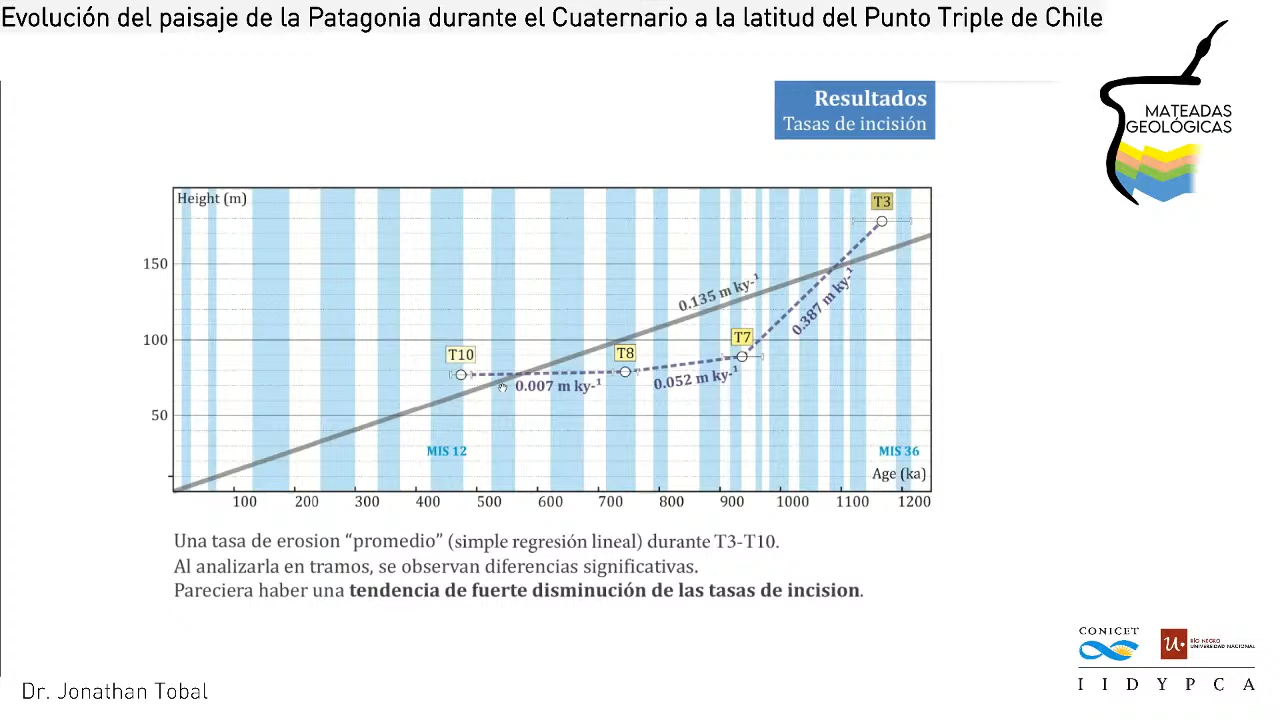 Evolución del paisaje de la Patagonia durante el Cuaternario a la latitud del Punto Triple de Chile
Resultados
Tasas de incisión
MATEADAS
GEOLÓGICAS
Height (m)
T3
150
0.135 m ky-¹
0.387 m ky-¹
100
T10
T8
T7
0.007 m ky-¹
0.052 m ky-¹
50
MIS 12
MIS 36
Age (ka)
100 200 300 400 500 600 700 800 900 1000 1100 1200
Una tasa de erosion “promedio” (simple regresión lineal) durante T3-T10.
Al analizarla en tramos, se observan diferencias significativas.
Pareciera haber una tendencia de fuerte disminución de las tasas de incision.
CONICET
RÍO NEGRO
UNIVERSIDAD NACIONAL
I I D Y P C A
Dr. Jonathan Tobal